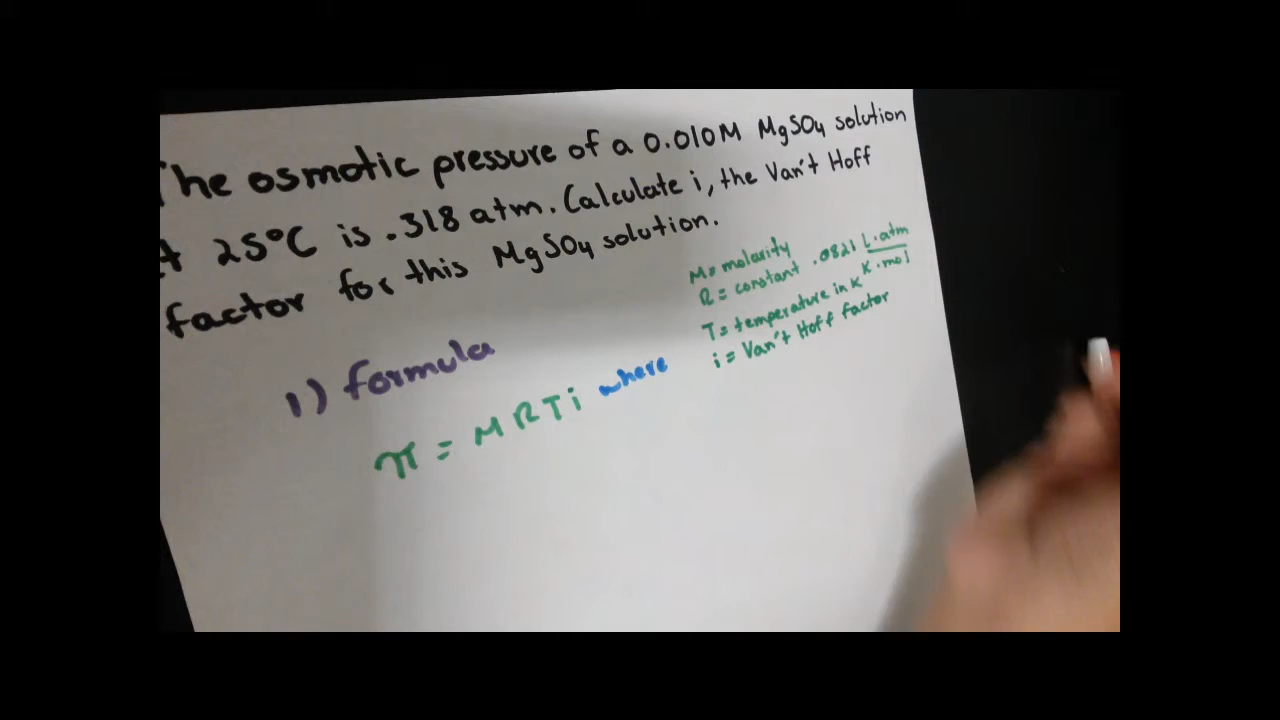 The osmotic pressure of a 0.010M MgSO4 solution
At 25°C is .318 atm. Calculate i, the Van't Hoff
factor for this MgSO4 solution.
M= molarity
R = constant .0821 L·atm
K·mol
T= temperature in K
i = Van't Hoff factor
1) formula
π = MRTi where